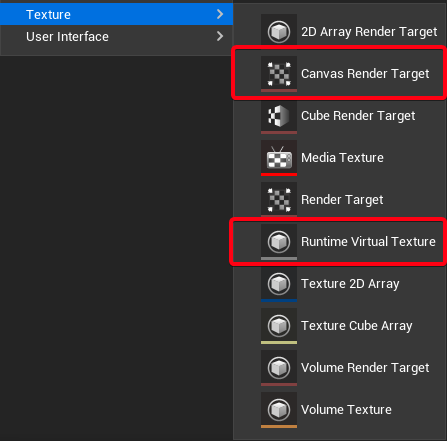 Texture
User Interface
2D Array Render Target
Canvas Render Target
Cube Render Target
Media Texture
Render Target
Runtime Virtual Texture
Texture 2D Array
Texture Cube Array
Volume Render Target
Volume Texture